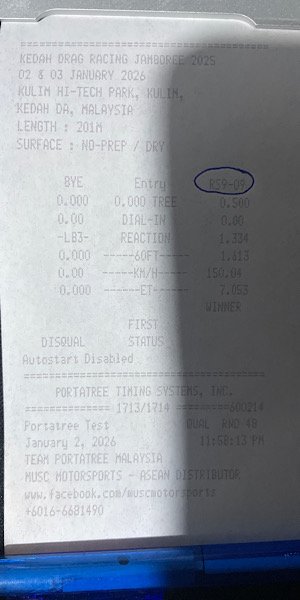 KEDAH DRAG RACING JAMBOREE 2025
02 & 03 JANUARY 2026
KULIM HI-TECH PARK, KULIM,
KEDAH DA, MALAYSIA
LENGTH : 201M
SURFACE : NO-PREP / DRY
BYE Entry RS9-09
0.000 0.000 TREE 0.500
0.00 DIAL-IN 0.00
-LB3- REACTION 1.334
0.000 -----60FT----- 1.613
0.00 -----KM/H----- 150.04
0.000 ------ET------ 7.053
WINNER
FIRST
DISQUAL STATUS
Autostart Disabled
PORTATREE TIMING SYSTEMS, INC.
============ 1713/1714 =========600214
Portatree Test DUAL RND 48
January 2, 2026 11:58:13 PM
TEAM PORTATREE MALAYSIA
MUSC MOTORSPORTS - ASEAN DISTRIBUTOR
www.facebook.com/muscmotorsports
+6016-6681490